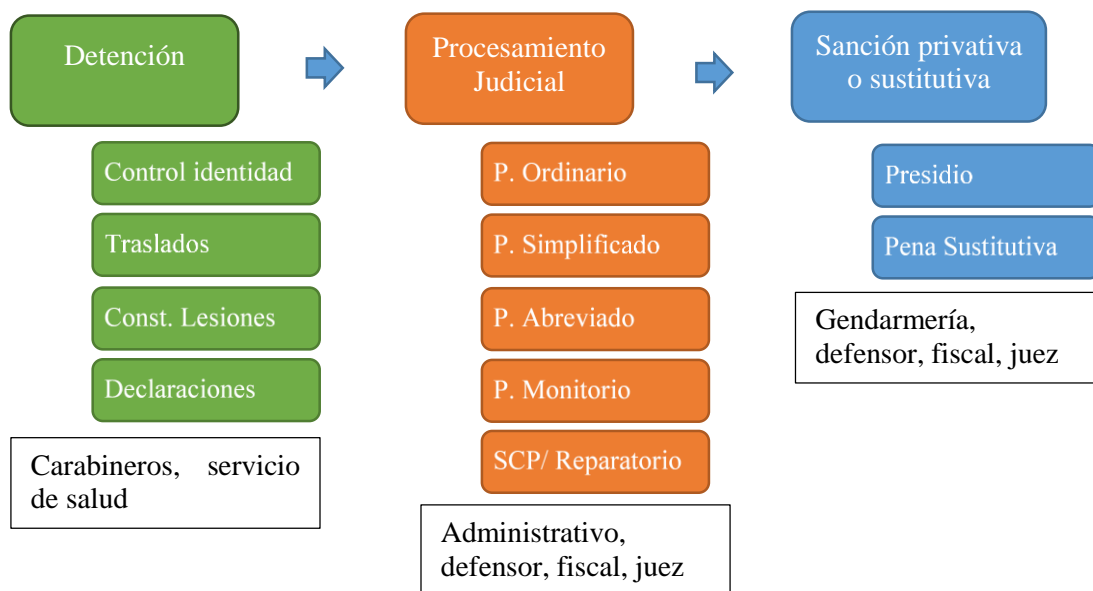 Detención
Control identidad
Traslados
Const. Lesiones
Declaraciones
Carabineros, servicio
de salud
Procesamiento
Judicial
P. Ordinario
P. Simplificado
P. Abreviado
P. Monitorio
SCP/ Reparatorio
Administrativo,
defensor, fiscal, juez
Sanción privativa
o sustitutiva
Presidio
Pena Sustitutiva
Gendarmería,
defensor, fiscal, juez